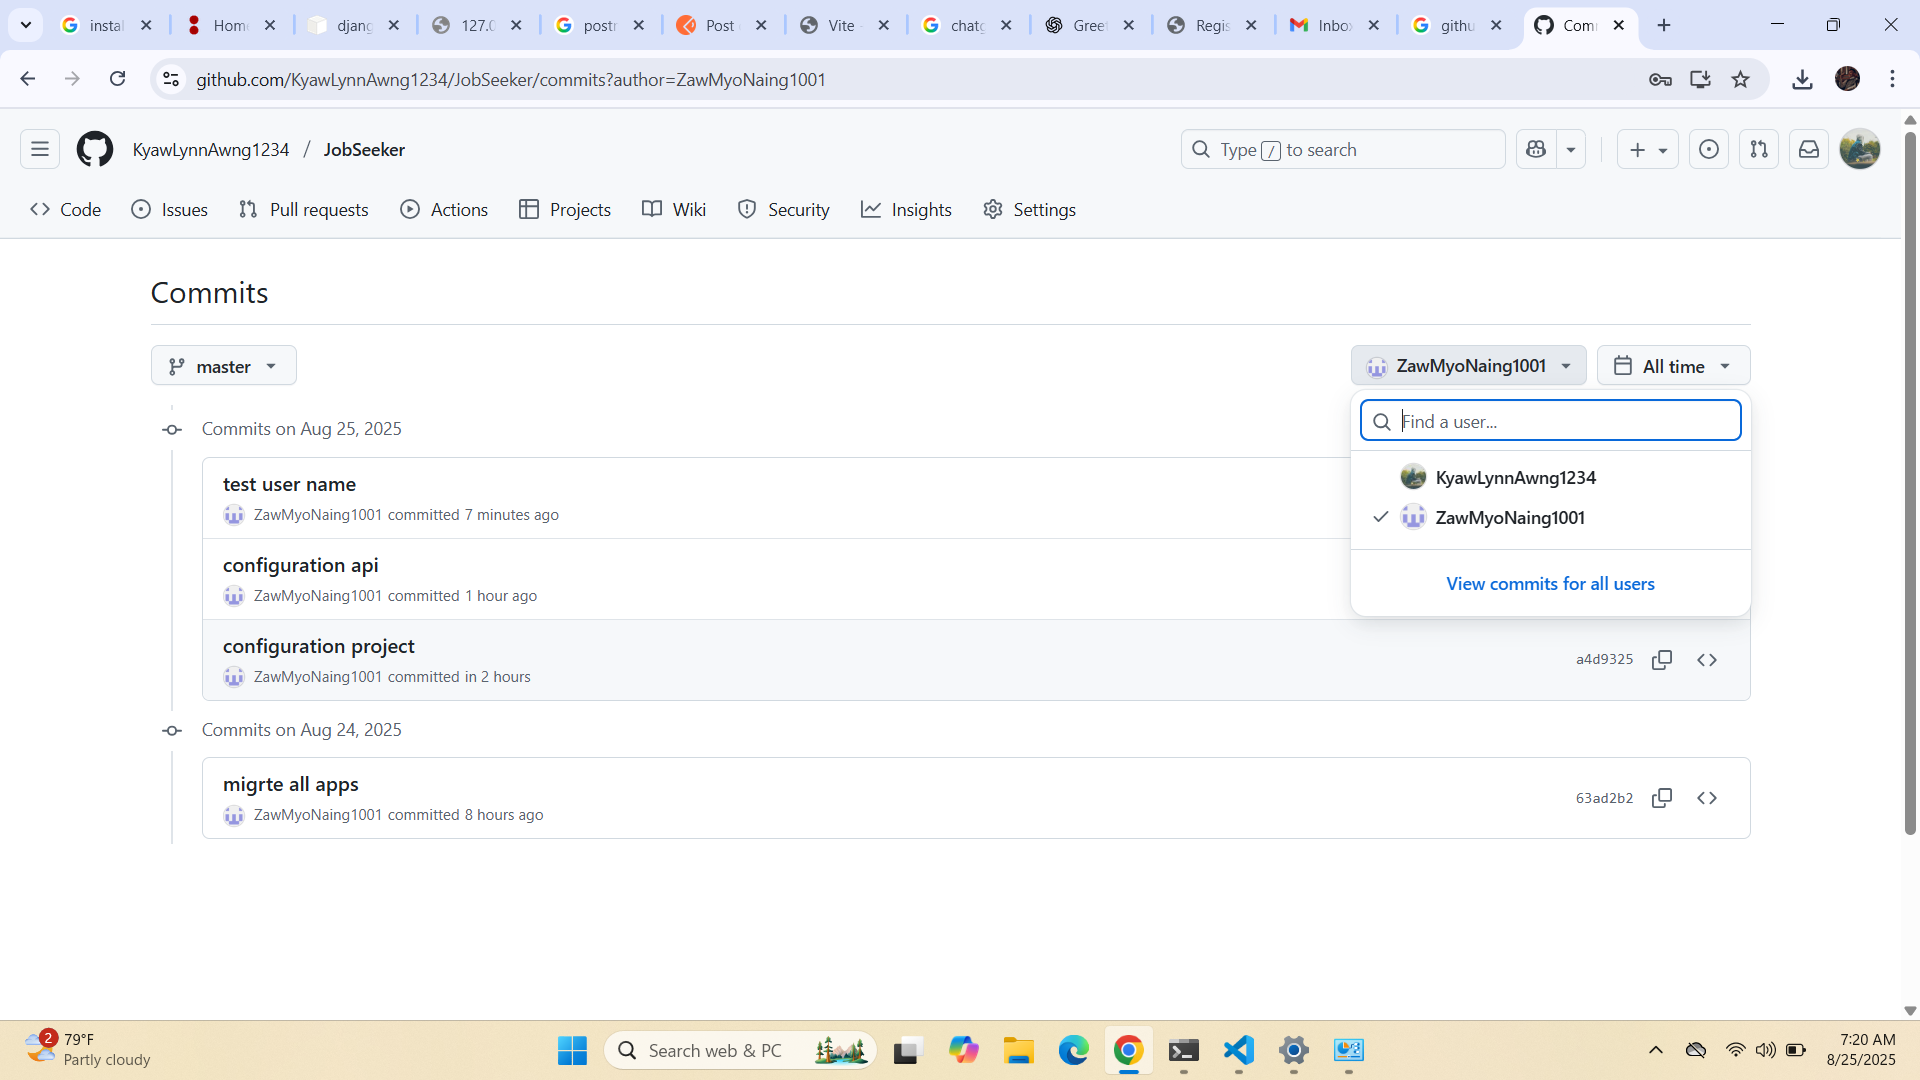 instal
Home
djang
127.0
postr
Post
Vite
chatg
Greet
Regis
Inbox
githu
Com
github.com/KyawLynnAwng1234/JobSeeker/commits?author=ZawMyoNaing1001
KyawLynnAwng1234 / JobSeeker
Type / to search
Code
Issues
Pull requests
Actions
Projects
Wiki
Security
Insights
Settings
Commits
master
ZawMyoNaing1001
All time
Find a user...
KyawLynnAwng1234
ZawMyoNaing1001
View commits for all users
Commits on Aug 25, 2025
test user name
ZawMyoNaing1001 committed 7 minutes ago
configuration api
ZawMyoNaing1001 committed 1 hour ago
configuration project
ZawMyoNaing1001 committed in 2 hours
a4d9325
Commits on Aug 24, 2025
migrte all apps
ZawMyoNaing1001 committed 8 hours ago
63ad2b2
2
79°F
Partly cloudy
Search web & PC
7:20 AM
8/25/2025